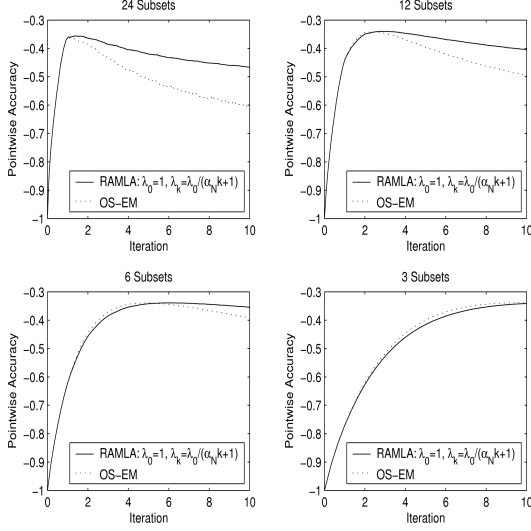 24 Subsets
−0.3
−0.4
−0.5
−0.6
−0.7
−0.8
−0.9
−1
Pointwise Accuracy
RAMLA: λ0=1, λk=λ0/(αNk+1)
OS−EM
0 2 4 6 8 10
Iteration
12 Subsets
−0.3
−0.4
−0.5
−0.6
−0.7
−0.8
−0.9
−1
Pointwise Accuracy
RAMLA: λ0=1, λk=λ0/(αNk+1)
OS−EM
0 2 4 6 8 10
Iteration
6 Subsets
−0.3
−0.4
−0.5
−0.6
−0.7
−0.8
−0.9
−1
Pointwise Accuracy
RAMLA: λ0=1, λk=λ0/(αNk+1)
OS−EM
0 2 4 6 8 10
Iteration
3 Subsets
−0.3
−0.4
−0.5
−0.6
−0.7
−0.8
−0.9
−1
Pointwise Accuracy
RAMLA: λ0=1, λk=λ0/(αNk+1)
OS−EM
0 2 4 6 8 10
Iteration